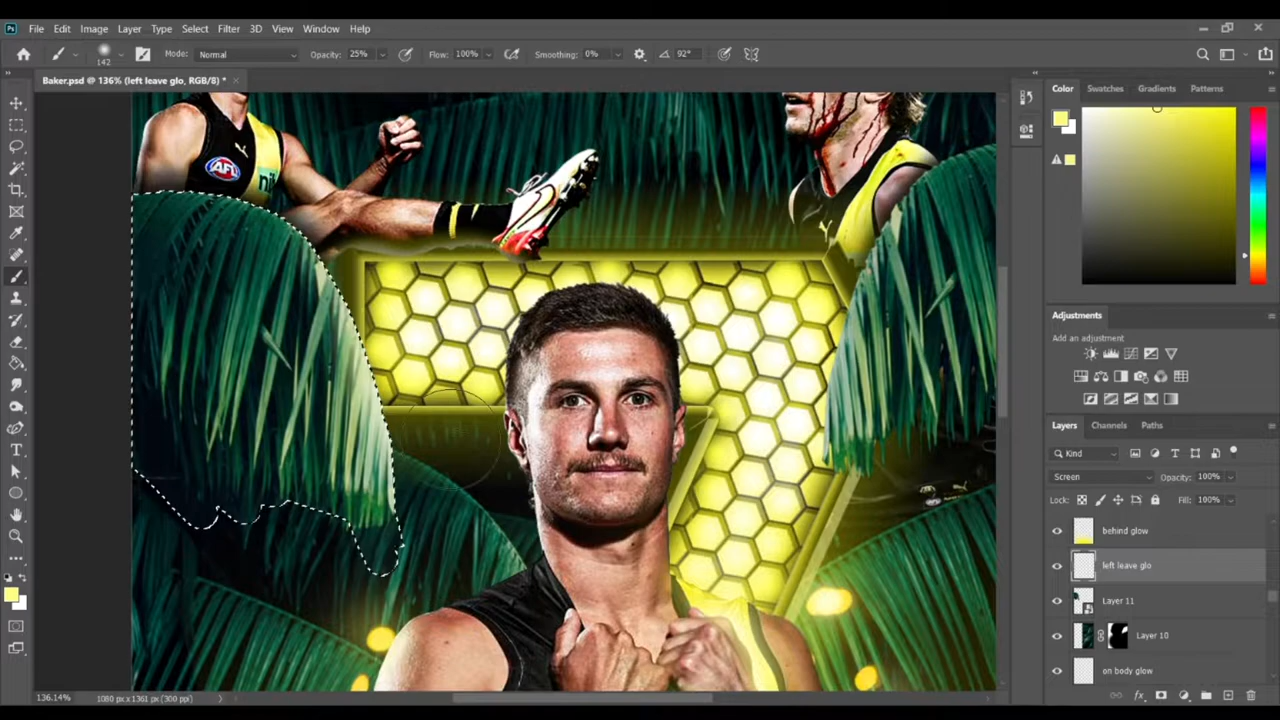 Ps File Edit Image Layer Type Select Filter 3D View Window Help
142 Mode: Normal Opacity: 25% Flow: 100% Smoothing: 0% 92°
Baker.psd @ 136% (left leave glo, RGB/8) *
Color Swatches Gradients Patterns
AFL
nib
Adjustments
Add an adjustment
Layers Channels Paths
Kind
Screen Opacity: 100%
Lock: Fill: 100%
behind glow
left leave glo
Layer 11
Layer 10
on body glow
136.14% 1080 px x 1361 px (300 ppi)